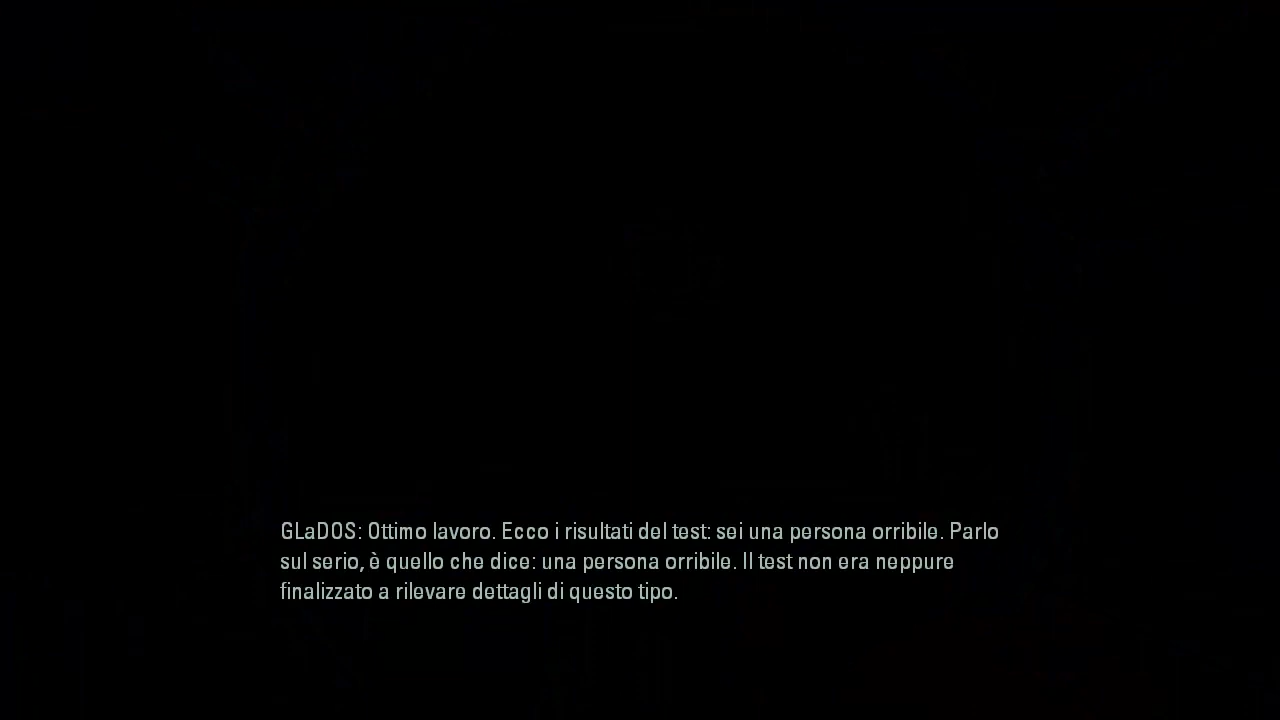 GLaDOS: Ottimo lavoro. Ecco i risultati del test: sei una persona orribile. Parlo
sul serio, è quello che dice: una persona orribile. Il test non era neppure
finalizzato a rilevare dettagli di questo tipo.